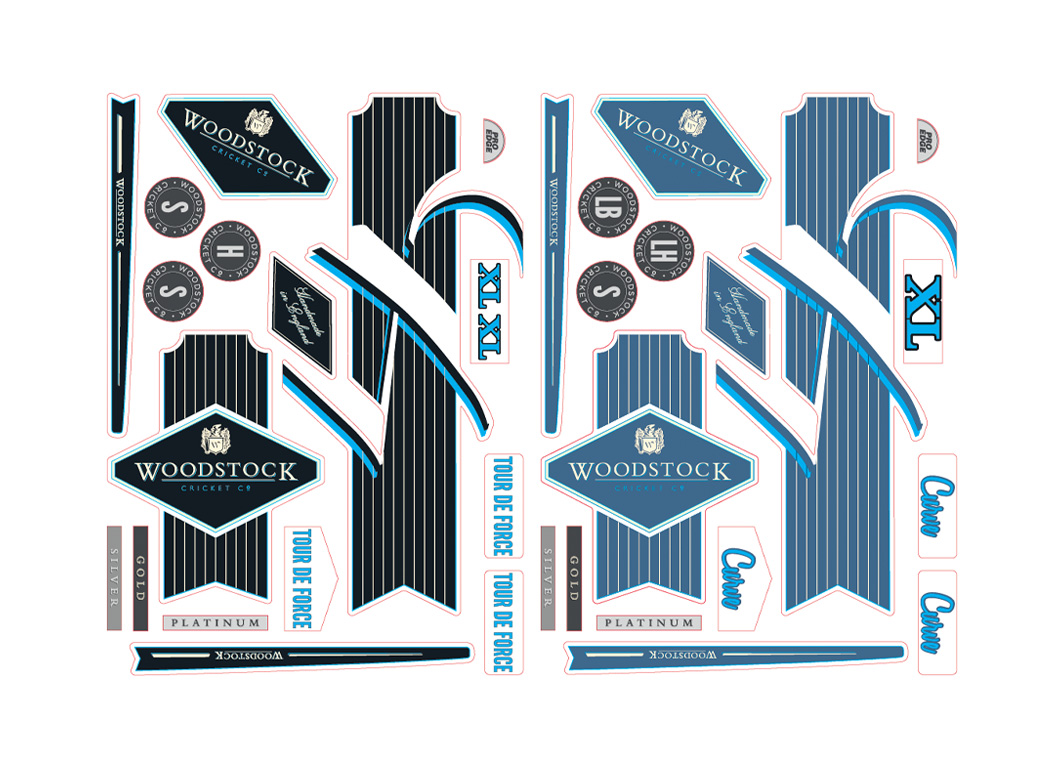 WOODSTOCK
WOODSTOCK
CRICKET Cº
PRO
EDGE
WOODSTOCK
S
CRICKET Cº
WOODSTOCK
H
CRICKET Cº
WOODSTOCK
S
CRICKET Cº
Handmade
in England
XL XL
WOODSTOCK
CRICKET Cº
TOUR DE FORCE
SILVER
GOLD
TOUR DE FORCE
TOUR DE FORCE
PLATINUM
WOODSTOCK
WOODSTOCK
WOODSTOCK
CRICKET Cº
PRO
EDGE
WOODSTOCK
LB
CRICKET Cº
WOODSTOCK
LH
CRICKET Cº
WOODSTOCK
S
CRICKET Cº
Handmade
in England
XL
WOODSTOCK
CRICKET Cº
Curve
SILVER
GOLD
Curve
Curve
PLATINUM
WOODSTOCK